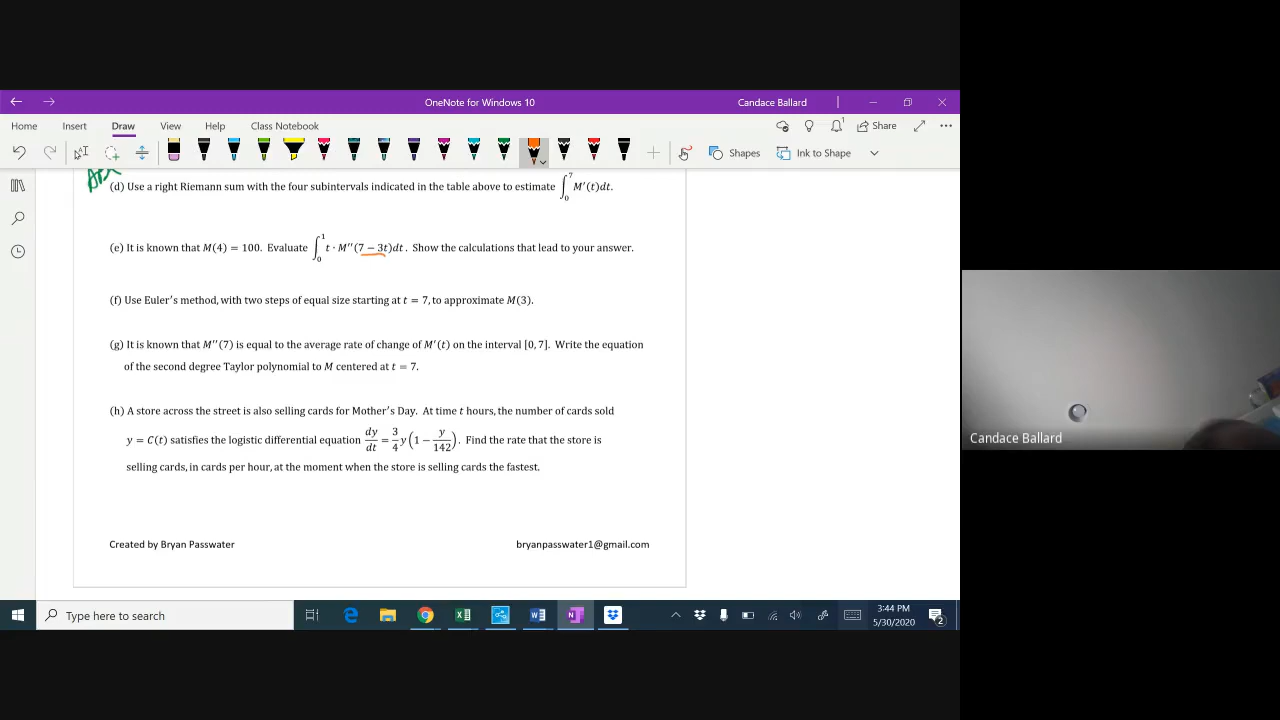 OneNote for Windows 10
Candace Ballard
Home Insert Draw View Help Class Notebook
Share
Shapes
Ink to Shape
(d) Use a right Riemann sum with the four subintervals indicated in the table above to estimate ∫₀⁷ M′(t)dt.
(e) It is known that M(4) = 100. Evaluate ∫₀¹ t · M″(7 − 3t)dt . Show the calculations that lead to your answer.
(f) Use Euler's method, with two steps of equal size starting at t = 7, to approximate M(3).
(g) It is known that M″(7) is equal to the average rate of change of M′(t) on the interval [0, 7]. Write the equation
of the second degree Taylor polynomial to M centered at t = 7.
(h) A store across the street is also selling cards for Mother's Day. At time t hours, the number of cards sold
y = C(t) satisfies the logistic differential equation dy/dt = 3/4 y (1 − y/142). Find the rate that the store is
selling cards, in cards per hour, at the moment when the store is selling cards the fastest.
Created by Bryan Passwater
bryanpasswater1@gmail.com
Candace Ballard
Type here to search
3:44 PM
5/30/2020
2